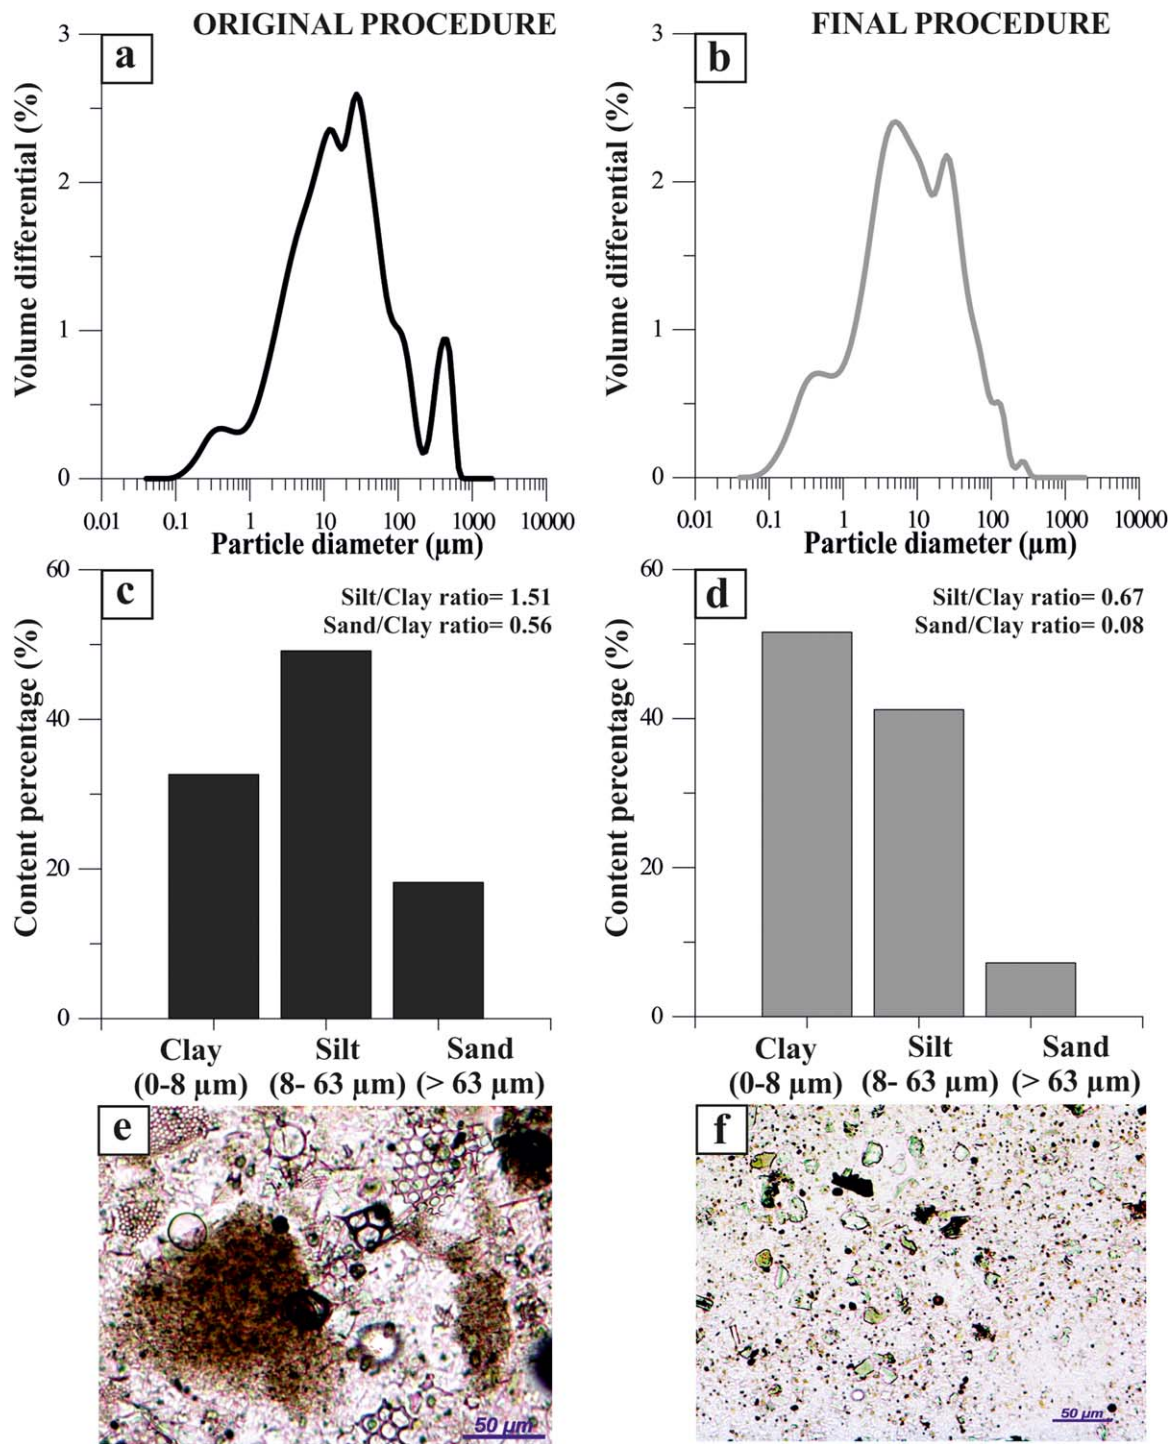 ORIGINAL PROCEDURE
FINAL PROCEDURE
a
3
2
1
0
Volume differential (%)
0.01 0.1 1 10 100 1000 10000
Particle diameter (µm)
b
3
2
1
0
Volume differential (%)
0.01 0.1 1 10 100 1000 10000
Particle diameter (µm)
c
Silt/Clay ratio= 1.51
Sand/Clay ratio= 0.56
60
40
20
0
Content percentage (%)
Clay Silt Sand
(0-8 µm) (8- 63 µm) (> 63 µm)
d
Silt/Clay ratio= 0.67
Sand/Clay ratio= 0.08
60
40
20
0
Content percentage (%)
Clay Silt Sand
(0-8 µm) (8- 63 µm) (> 63 µm)
e
50 µm
f
50 µm